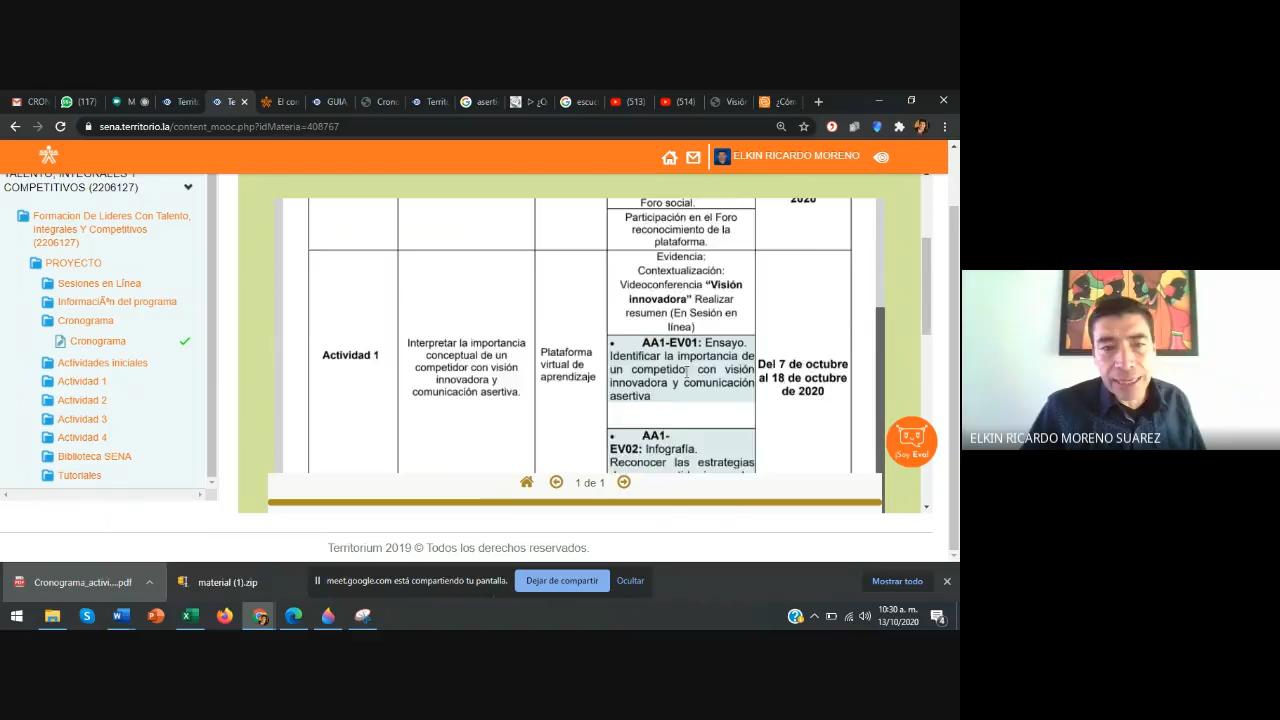 CRON
(117)
M
Territ
Te
El cor
GUIA
Crono
Territ
aserti
¿Q
escuc
(513)
(514)
Visión
¿Cóm
sena.territorio.la/content_mooc.php?idMateria=408767
ELKIN RICARDO MORENO
TALENTO, INTEGRALES Y
COMPETITIVOS (2206127)
Formacion De Lideres Con Talento,
Integrales Y Competitivos
(2206127)
PROYECTO
Sesiones en Línea
InformaciÃªn del programa
Cronograma
Cronograma
Actividades iniciales
Actividad 1
Actividad 2
Actividad 3
Actividad 4
Biblioteca SENA
Tutoriales
Foro social.
2020
Participación en el Foro
reconocimiento de la
plataforma.
Actividad 1
Interpretar la importancia
conceptual de un
competidor con visión
innovadora y
comunicación asertiva.
Plataforma
virtual de
aprendizaje
Evidencia:
Contextualización:
Videoconferencia “Visión
innovadora” Realizar
resumen (En Sesión en
línea)
• AA1-EV01: Ensayo.
Identificar la importancia de
un competidor con visión
innovadora y comunicación
asertiva
• AA1-
EV02: Infografía.
Reconocer las estrategias
Del 7 de octubre
al 18 de octubre
de 2020
1 de 1
¡Soy Eva!
Territorium 2019 © Todos los derechos reservados.
Cronograma_activi....pdf
material (1).zip
meet.google.com está compartiendo tu pantalla.
Dejar de compartir
Ocultar
Mostrar todo
10:30 a. m.
13/10/2020
4
ELKIN RICARDO MORENO SUAREZ